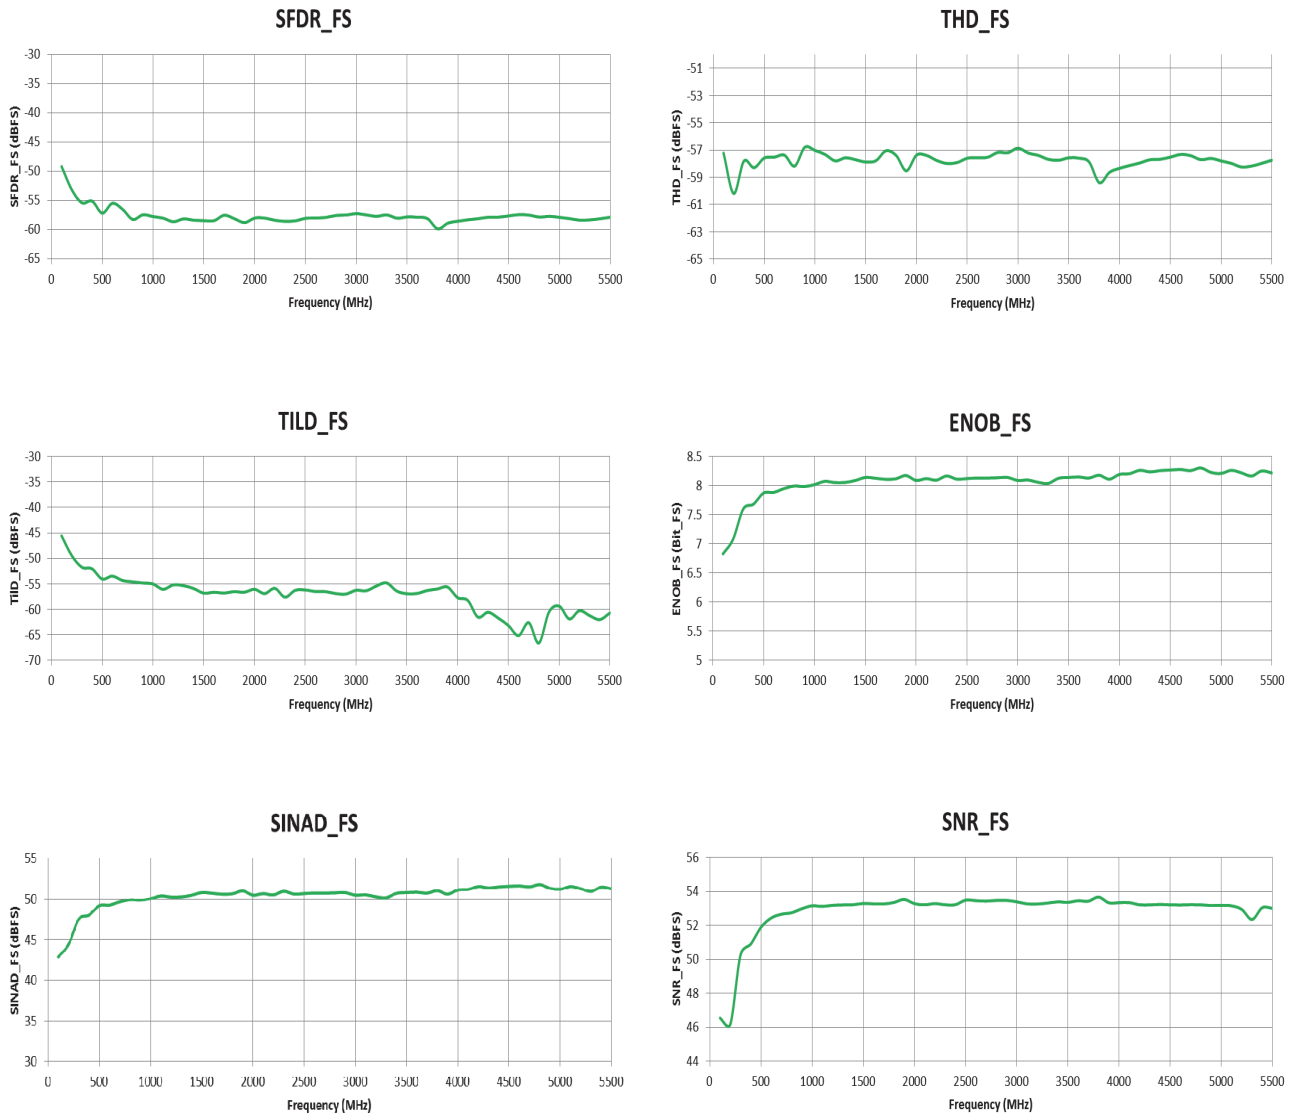 SFDR_FS
-30
-35
-40
-45
-50
-55
-60
-65
SFDR_FS (dBFS)
0 500 1000 1500 2000 2500 3000 3500 4000 4500 5000 5500
Frequency (MHz)
THD_FS
-51
-53
-55
-57
-59
-61
-63
-65
THD_FS (dBFS)
0 500 1000 1500 2000 2500 3000 3500 4000 4500 5000 5500
Frequency (MHz)
TILD_FS
-30
-35
-40
-45
-50
-55
-60
-65
-70
TIlD_FS (dBFS)
0 500 1000 1500 2000 2500 3000 3500 4000 4500 5000 5500
Frequency (MHz)
ENOB_FS
8.5
8
7.5
7
6.5
6
5.5
5
ENOB_FS (Bit_FS)
0 500 1000 1500 2000 2500 3000 3500 4000 4500 5000 5500
Frequency (MHz)
SINAD_FS
55
50
45
40
35
30
SINAD_FS (dBFS)
0 500 1000 1500 2000 2500 3000 3500 4000 4500 5000 5500
Frequency (MHz)
SNR_FS
56
54
52
50
48
46
44
SNR_FS (dBFS)
0 500 1000 1500 2000 2500 3000 3500 4000 4500 5000 5500
Frequency (MHz)